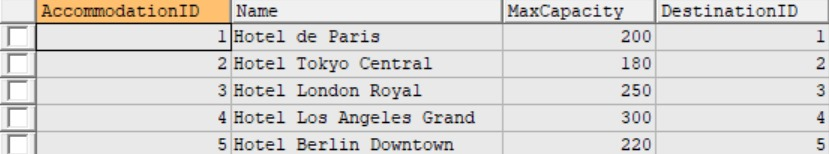 AccommodationID Name MaxCapacity DestinationID
1 Hotel de Paris 200 1
2 Hotel Tokyo Central 180 2
3 Hotel London Royal 250 3
4 Hotel Los Angeles Grand 300 4
5 Hotel Berlin Downtown 220 5